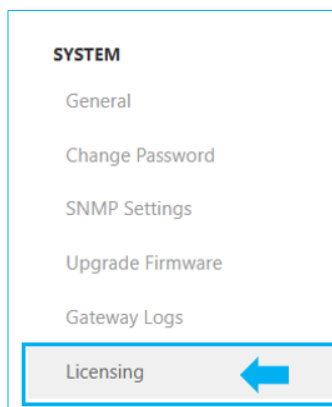 SYSTEM
General
Change Password
SNMP Settings
Upgrade Firmware
Gateway Logs
Licensing